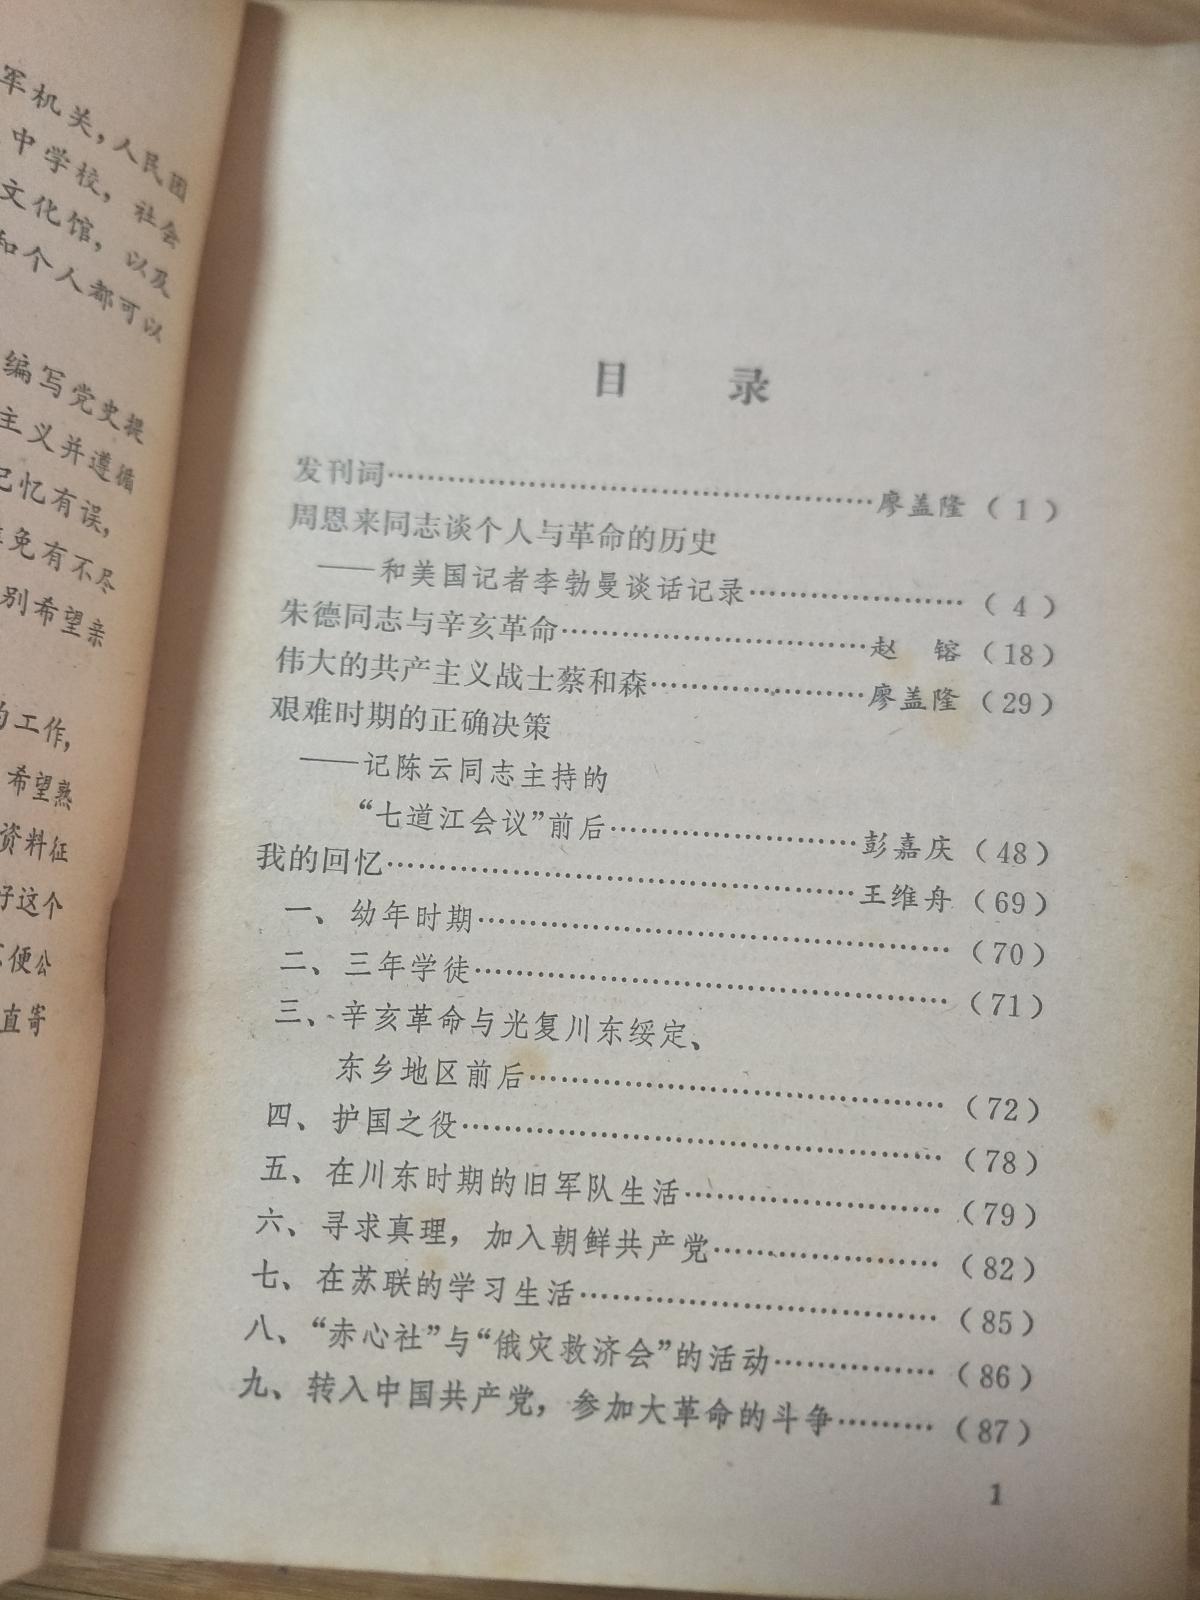 军机关，人民团
中学校，社会
文化馆，以及
和个人都可以
编写党史提
主义并遵循
记忆有误，
免有不尽
别希望亲
的工作，
希望熟
资料征
好这个
便公
直寄
目 录
发刊词……………………………………………廖盖隆（1）
周恩来同志谈个人与革命的历史
——和美国记者李勃曼谈话记录…………………（4）
朱德同志与辛亥革命…………………………赵 镕（18）
伟大的共产主义战士蔡和森…………………廖盖隆（29）
艰难时期的正确决策
——记陈云同志主持的
“七道江会议”前后……………………彭嘉庆（48）
我的回忆…………………………………………王维舟（69）
一、幼年时期…………………………………………（70）
二、三年学徒…………………………………………（71）
三、辛亥革命与光复川东绥定、
东乡地区前后……………………………………（72）
四、护国之役…………………………………………（78）
五、在川东时期的旧军队生活……………………（79）
六、寻求真理，加入朝鲜共产党…………………（82）
七、在苏联的学习生活……………………………（85）
八、“赤心社”与“俄灾救济会”的活动……………（86）
九、转入中国共产党，参加大革命的斗争………（87）
1